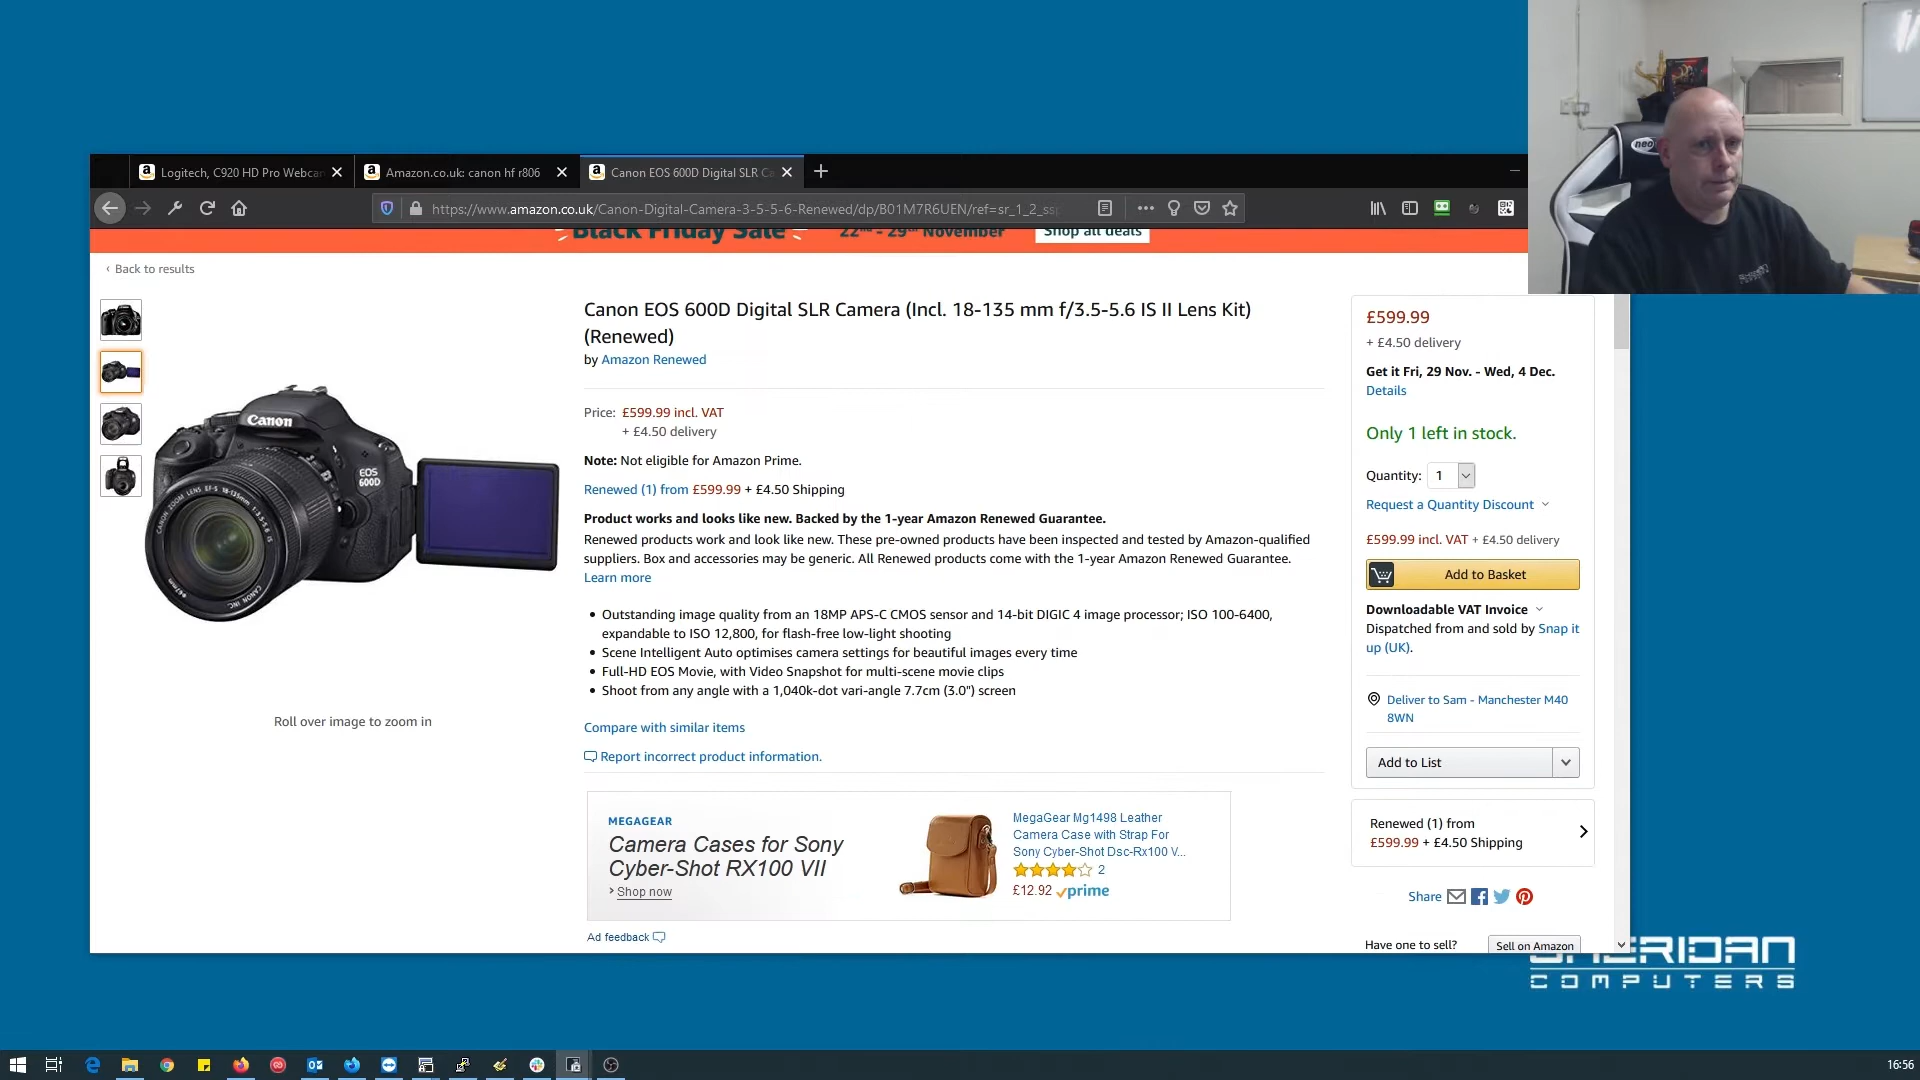 Logitech, C920 HD Pro Webca
Amazon.co.uk: canon hf r806
Canon EOS 600D Digital SLR Ca
https://www.amazon.co.uk/Canon-Digital-Camera-3-5-5-6-Renewed/dp/B01M7R6UEN/ref=sr_1_2_ss
Black Friday Sale
22nd - 29th November
Shop all deals
‹ Back to results
Canon EOS 600D Digital SLR Camera (Incl. 18-135 mm f/3.5-5.6 IS II Lens Kit)
(Renewed)
by Amazon Renewed
Price: £599.99 incl. VAT
+ £4.50 delivery
Note: Not eligible for Amazon Prime.
Renewed (1) from £599.99 + £4.50 Shipping
Product works and looks like new. Backed by the 1-year Amazon Renewed Guarantee.
Renewed products work and look like new. These pre-owned products have been inspected and tested by Amazon-qualified
suppliers. Box and accessories may be generic. All Renewed products come with the 1-year Amazon Renewed Guarantee.
Learn more
Outstanding image quality from an 18MP APS-C CMOS sensor and 14-bit DIGIC 4 image processor; ISO 100-6400,
expandable to ISO 12,800, for flash-free low-light shooting
Scene Intelligent Auto optimises camera settings for beautiful images every time
Full-HD EOS Movie, with Video Snapshot for multi-scene movie clips
Shoot from any angle with a 1,040k-dot vari-angle 7.7cm (3.0") screen
Compare with similar items
Report incorrect product information.
Canon
EOS
600D
CANON ZOOM LENS EF-S 18-135mm 1:3.5-5.6 IS
CANON INC.
Roll over image to zoom in
MEGAGEAR
Camera Cases for Sony
Cyber-Shot RX100 VII
› Shop now
MegaGear Mg1498 Leather
Camera Case with Strap For
Sony Cyber-Shot Dsc-Rx100 V...
2
£12.92 prime
Ad feedback
£599.99
+ £4.50 delivery
Get it Fri, 29 Nov. - Wed, 4 Dec.
Details
Only 1 left in stock.
Quantity: 1
Request a Quantity Discount
£599.99 incl. VAT + £4.50 delivery
Add to Basket
Downloadable VAT Invoice
Dispatched from and sold by Snap it
up (UK).
Deliver to Sam - Manchester M40
8WN
Add to List
Renewed (1) from
£599.99 + £4.50 Shipping
Share
Have one to sell?
Sell on Amazon
neo
SHERIDAN
COMPUTERS
16:56